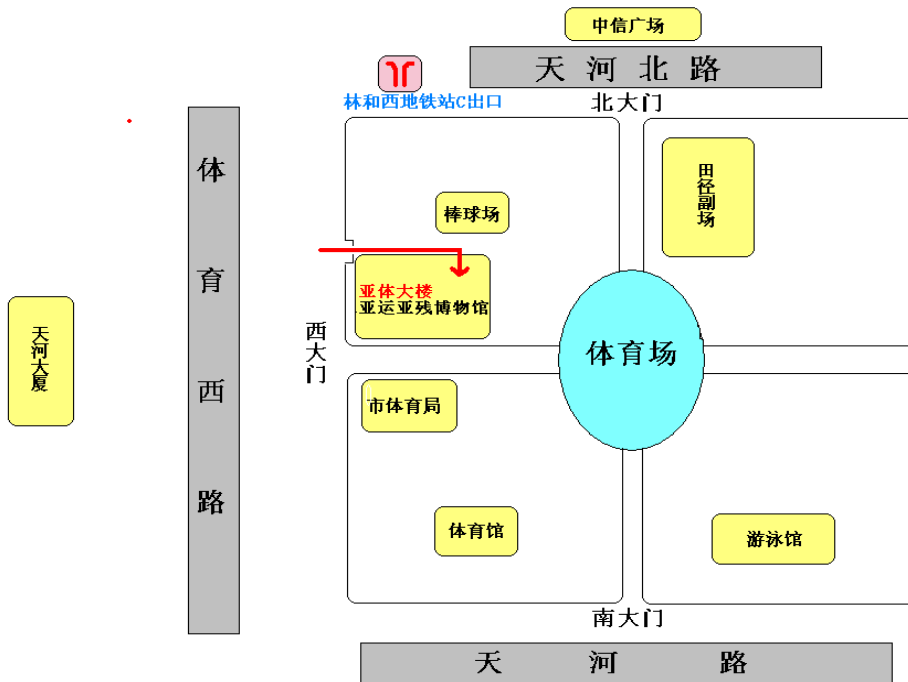 中信广场
天河北路
林和西地铁站C出口
北大门
体育西路
田径副场
棒球场
亚体大楼
亚运亚残博物馆
天河大厦
西大门
体育场
市体育局
体育馆
游泳馆
南大门
天河路